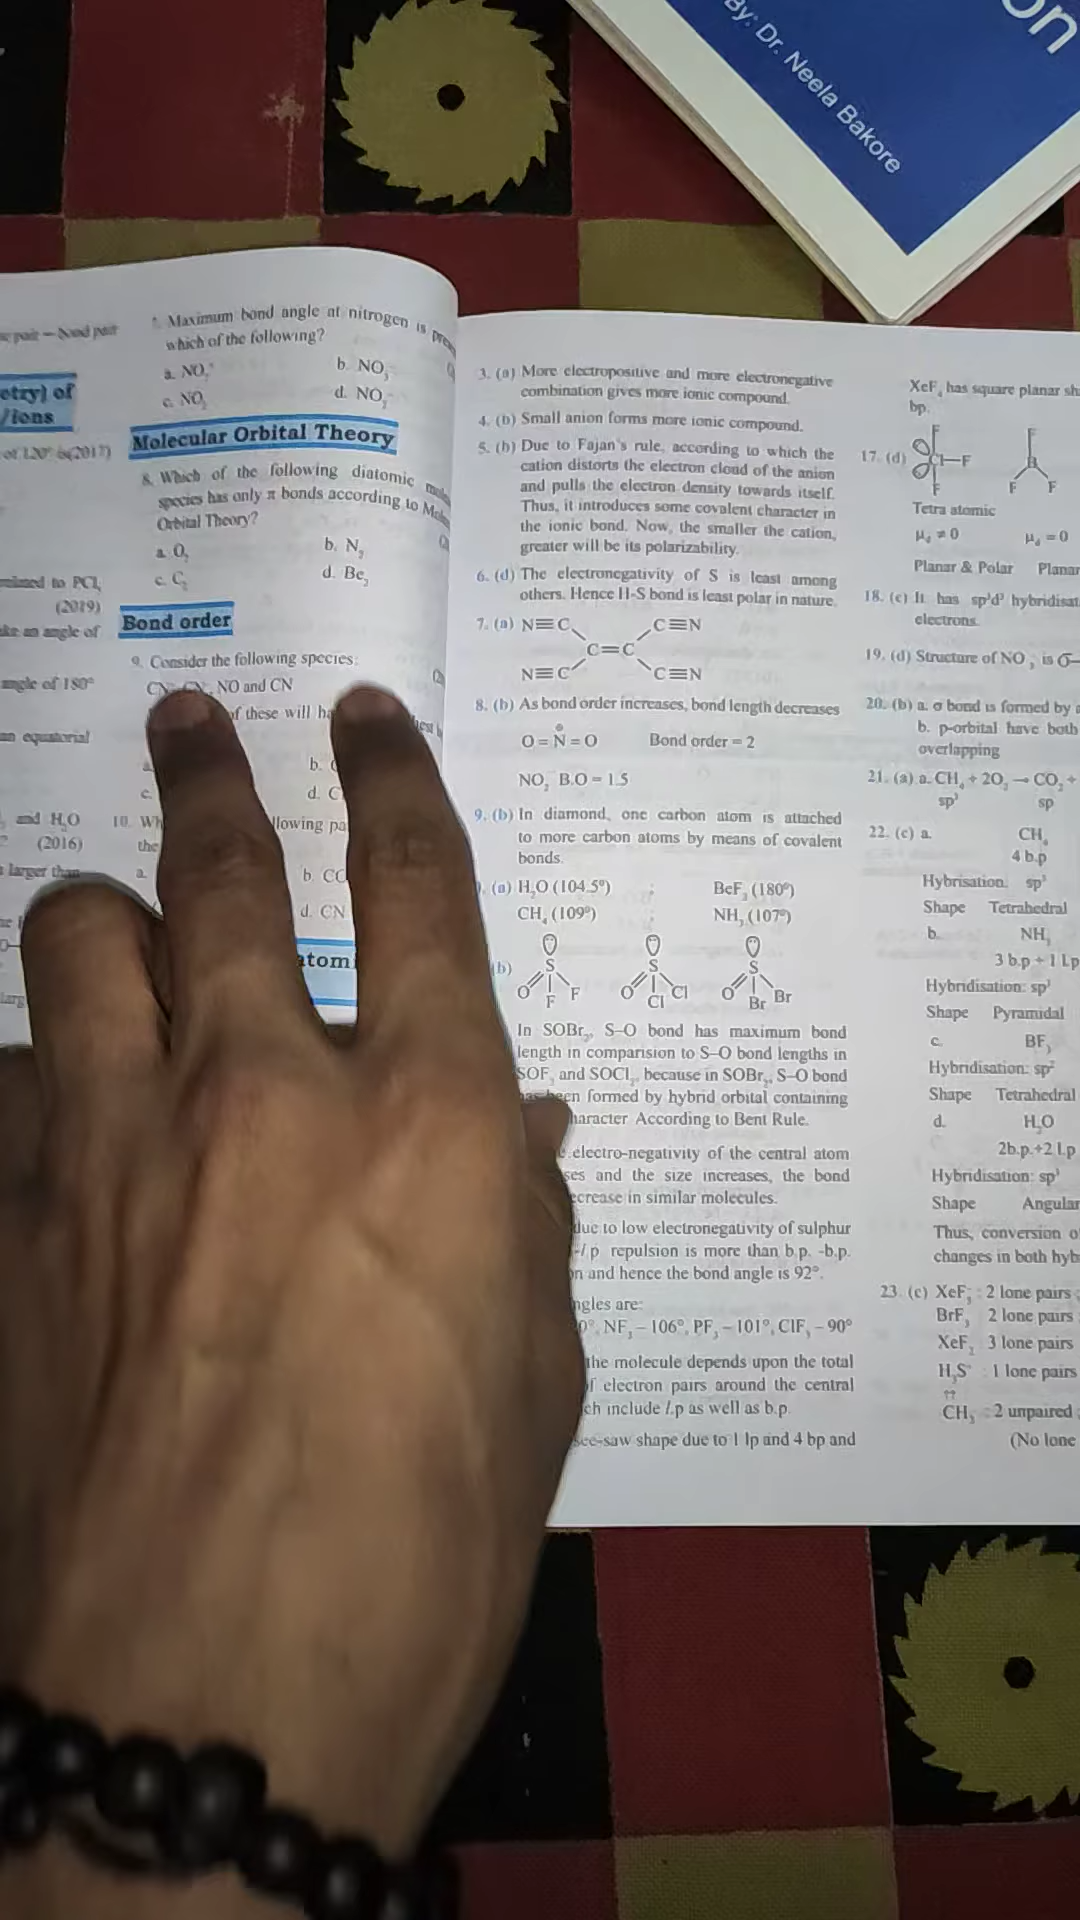 By: Dr. Neela Bakore
on
pair – bond pair
etry) of
/ions
of 120° is(2017)
to PCl,
(2019)
an angle of
angle of 180°
an equatorial
and H₂O
(2016)
larger than
Maximum bond angle at nitrogen is
which of the following?
a. NO₂⁺
b. NO₃⁻
c. NO₂
d. NO₂⁻
Molecular Orbital Theory
8. Which of the following diatomic
species has only π bonds according to
Orbital Theory?
a. O₂
b. N₂
c. C₂
d. Be₂
Bond order
9. Consider the following species:
NO and CN
of these will
b.
c.
d. C
10. Wh
llowing pa
the
a.
b. CO
d. CN
atomi
3. (a) More electropositive and more electronegative
combination gives more ionic compound.
4. (b) Small anion forms more ionic compound.
5. (b) Due to Fajan's rule, according to which the
cation distorts the electron cloud of the anion
and pulls the electron density towards itself.
Thus, it introduces some covalent character in
the ionic bond. Now, the smaller the cation,
greater will be its polarizability.
6. (d) The electronegativity of S is least among
others. Hence H-S bond is least polar in nature.
7. (a) N≡C C≡N
C=C
N≡C C≡N
8. (b) As bond order increases, bond length decreases
O=N⊕=O Bond order = 2
NO₂⁻ B.O = 1.5
9. (b) In diamond, one carbon atom is attached
to more carbon atoms by means of covalent
bonds.
(a) H₂O (104.5°) ; BeF₂ (180°)
CH₄ (109°) ; NH₃ (107°)
(b) S S S
O F F O Cl Cl O Br Br
In SOBr₂, S–O bond has maximum bond
length in comparision to S–O bond lengths in
SOF₂ and SOCl₂, because in SOBr₂, S–O bond
has been formed by hybrid orbital containing
haracter According to Bent Rule.
electro-negativity of the central atom
ses and the size increases, the bond
ecrease in similar molecules.
due to low electronegativity of sulphur
p repulsion is more than b.p. -b.p.
on and hence the bond angle is 92°.
ngles are:
0°, NF₃ – 106°, PF₃ – 101°, ClF₃ – 90°
the molecule depends upon the total
f electron pairs around the central
ch include l.p as well as b.p.
see-saw shape due to 1 lp and 4 bp and
XeF₄ has square planar sh
bp.
17. (d) F
Cl–F B
F F F
Tetra atomic
μd ≠ 0 μd = 0
Planar & Polar Planar
18. (c) It has sp³d³ hybridisat
electrons.
19. (d) Structure of NO₃⁻ is O–
20. (b) a. σ bond is formed by a
b. p-orbital have both
overlapping
21. (a) a. CH₄ + 2O₂ → CO₂ +
sp³ sp
22. (c) a. CH₄
4 b.p
Hybrisation: sp³
Shape Tetrahedral
b. NH₃
3 b.p + 1 l.p
Hybridisation: sp³
Shape Pyramidal
c. BF₃
Hybridisation: sp²
Shape Tetrahedral
d. H₂O
2b.p.+2 l.p
Hybridisation: sp³
Shape Angular
Thus, conversion o
changes in both hyb
23. (c) XeF₅⁻ : 2 lone pairs
BrF₃ 2 lone pairs
XeF₂ 3 lone pairs
H₃S⁺ : 1 lone pairs
CH₃ : 2 unpaired
(No lone